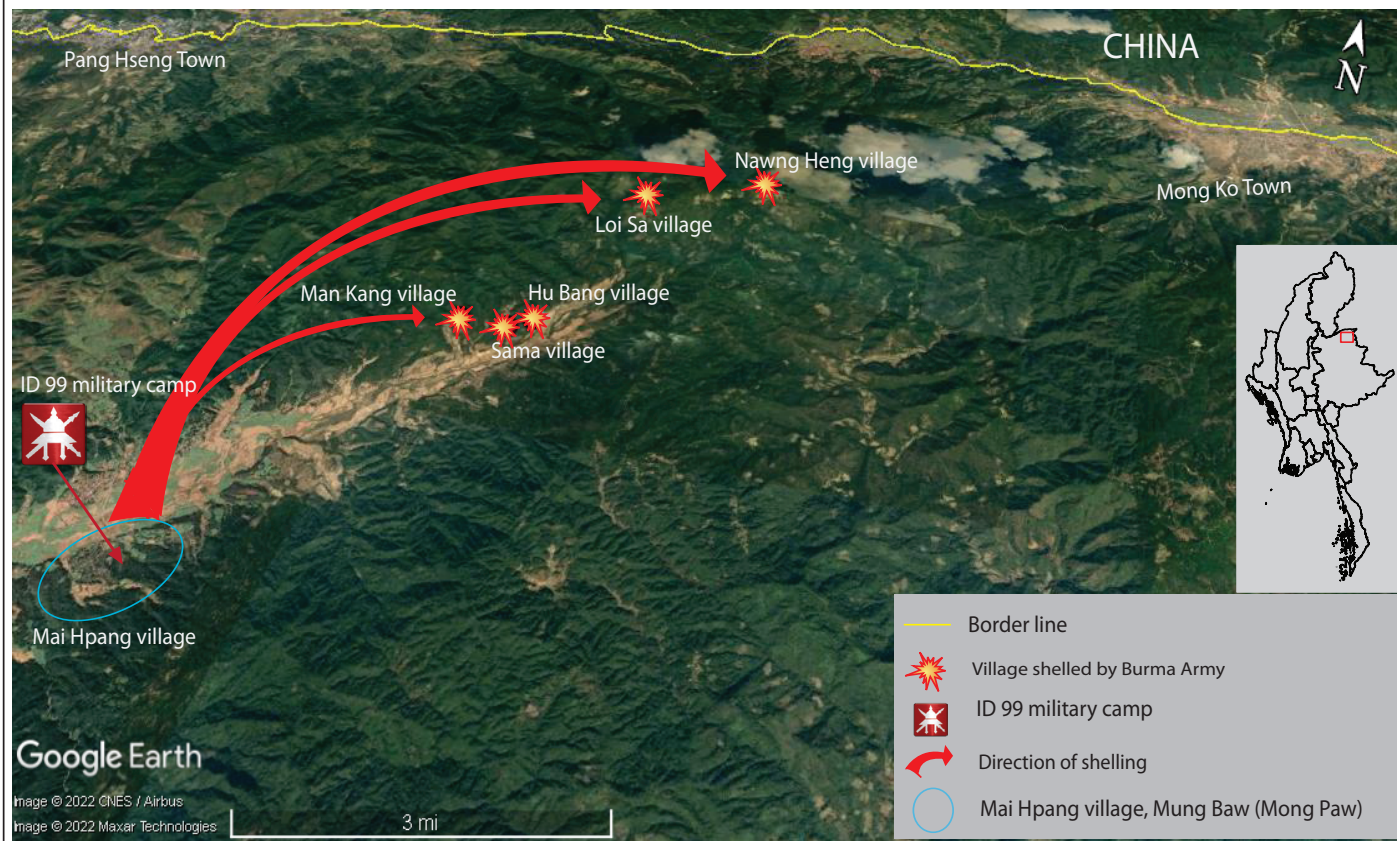 CHINA
N
Pang Hseng Town
Nawng Heng village
Mong Ko Town
Loi Sa village
Man Kang village
Hu Bang village
Sama village
ID 99 military camp
Mai Hpang village
Border line
Village shelled by Burma Army
ID 99 military camp
Direction of shelling
Mai Hpang village, Mung Baw (Mong Paw)
Google Earth
Image © 2022 CNES / Airbus
Image © 2022 Maxar Technologies
3 mi